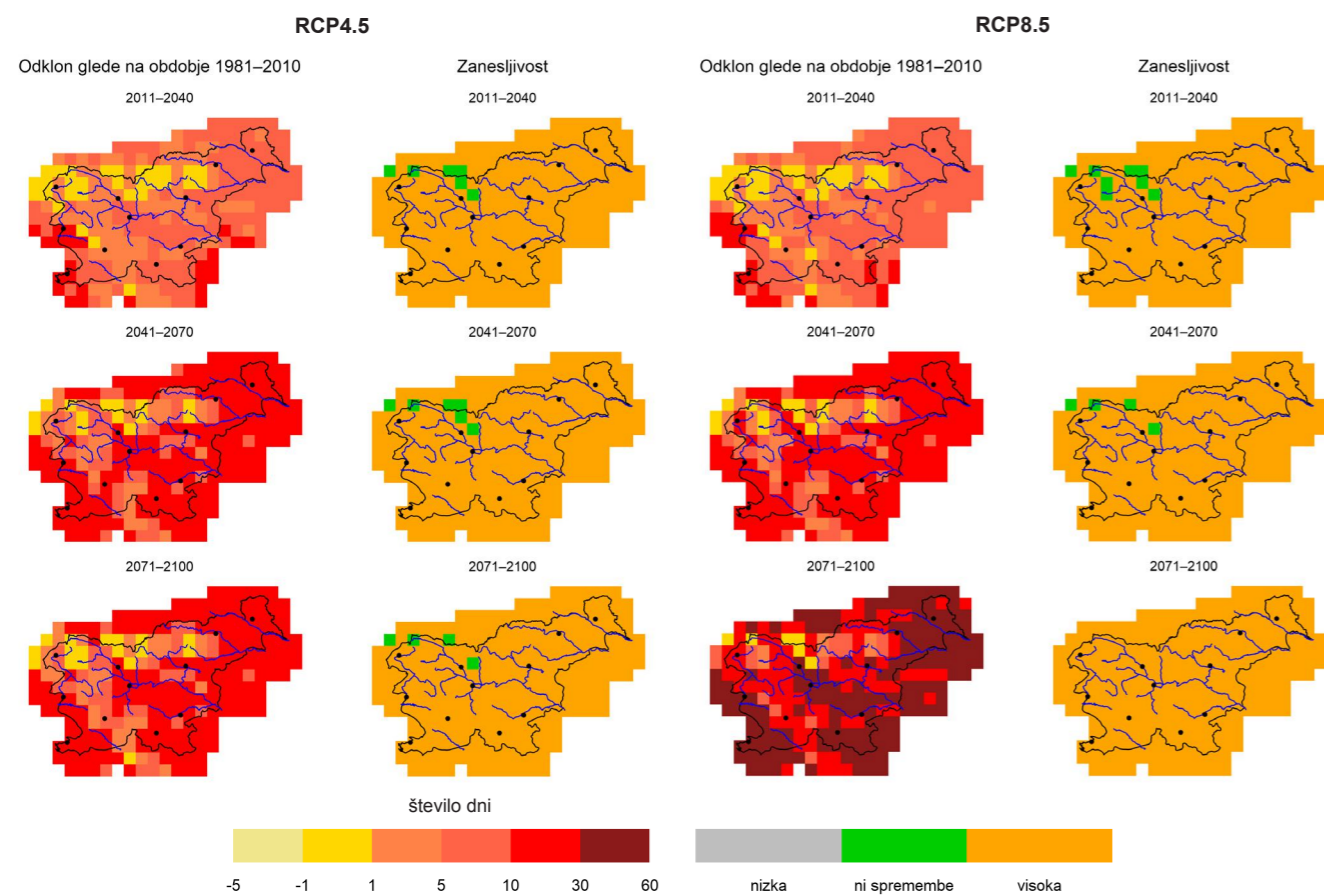 RCP4.5 RCP8.5
Odklon glede na obdobje 1981–2010 Zanesljivost Odklon glede na obdobje 1981–2010 Zanesljivost
2011–2040 2011–2040 2011–2040 2011–2040
2041–2070 2041–2070 2041–2070 2041–2070
2071–2100 2071–2100 2071–2100 2071–2100
število dni
-5 -1 1 5 10 30 60 nizka ni spremembe visoka